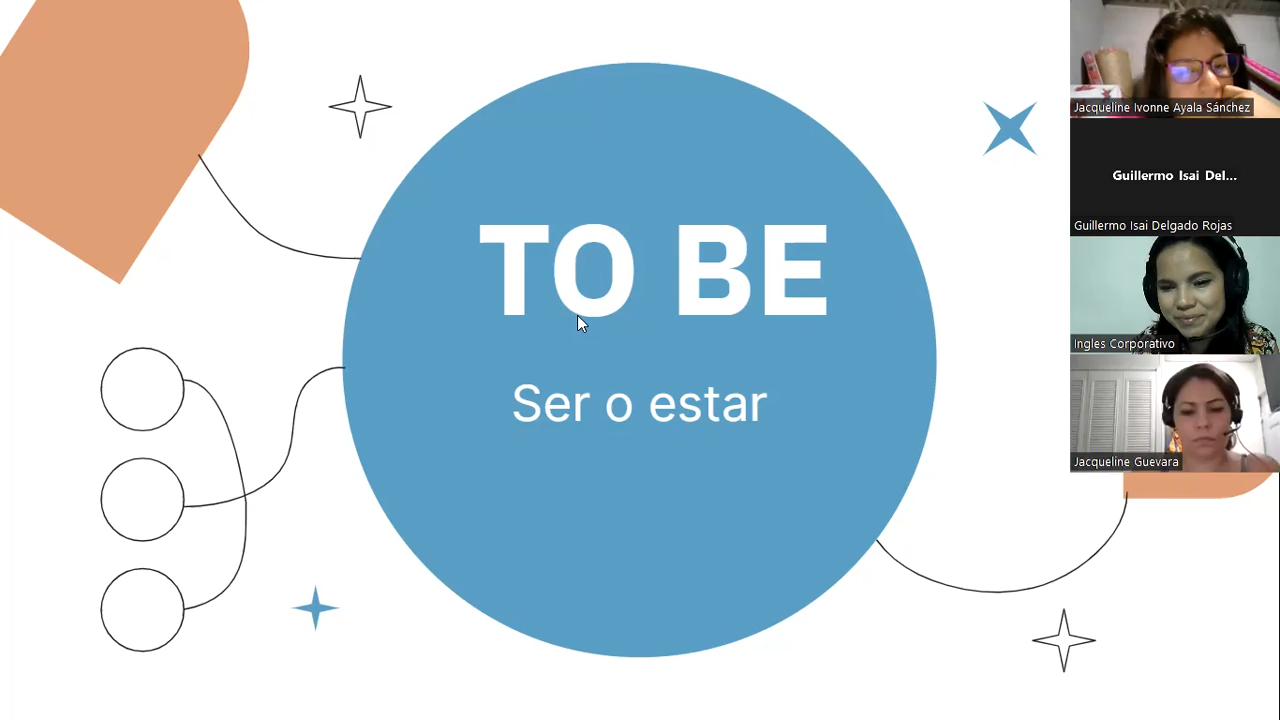 TO BE
Ser o estar
Jacqueline Ivonne Ayala Sánchez
Guillermo Isai Del...
Guillermo Isai Delgado Rojas
Ingles Corporativo
Jacqueline Guevara